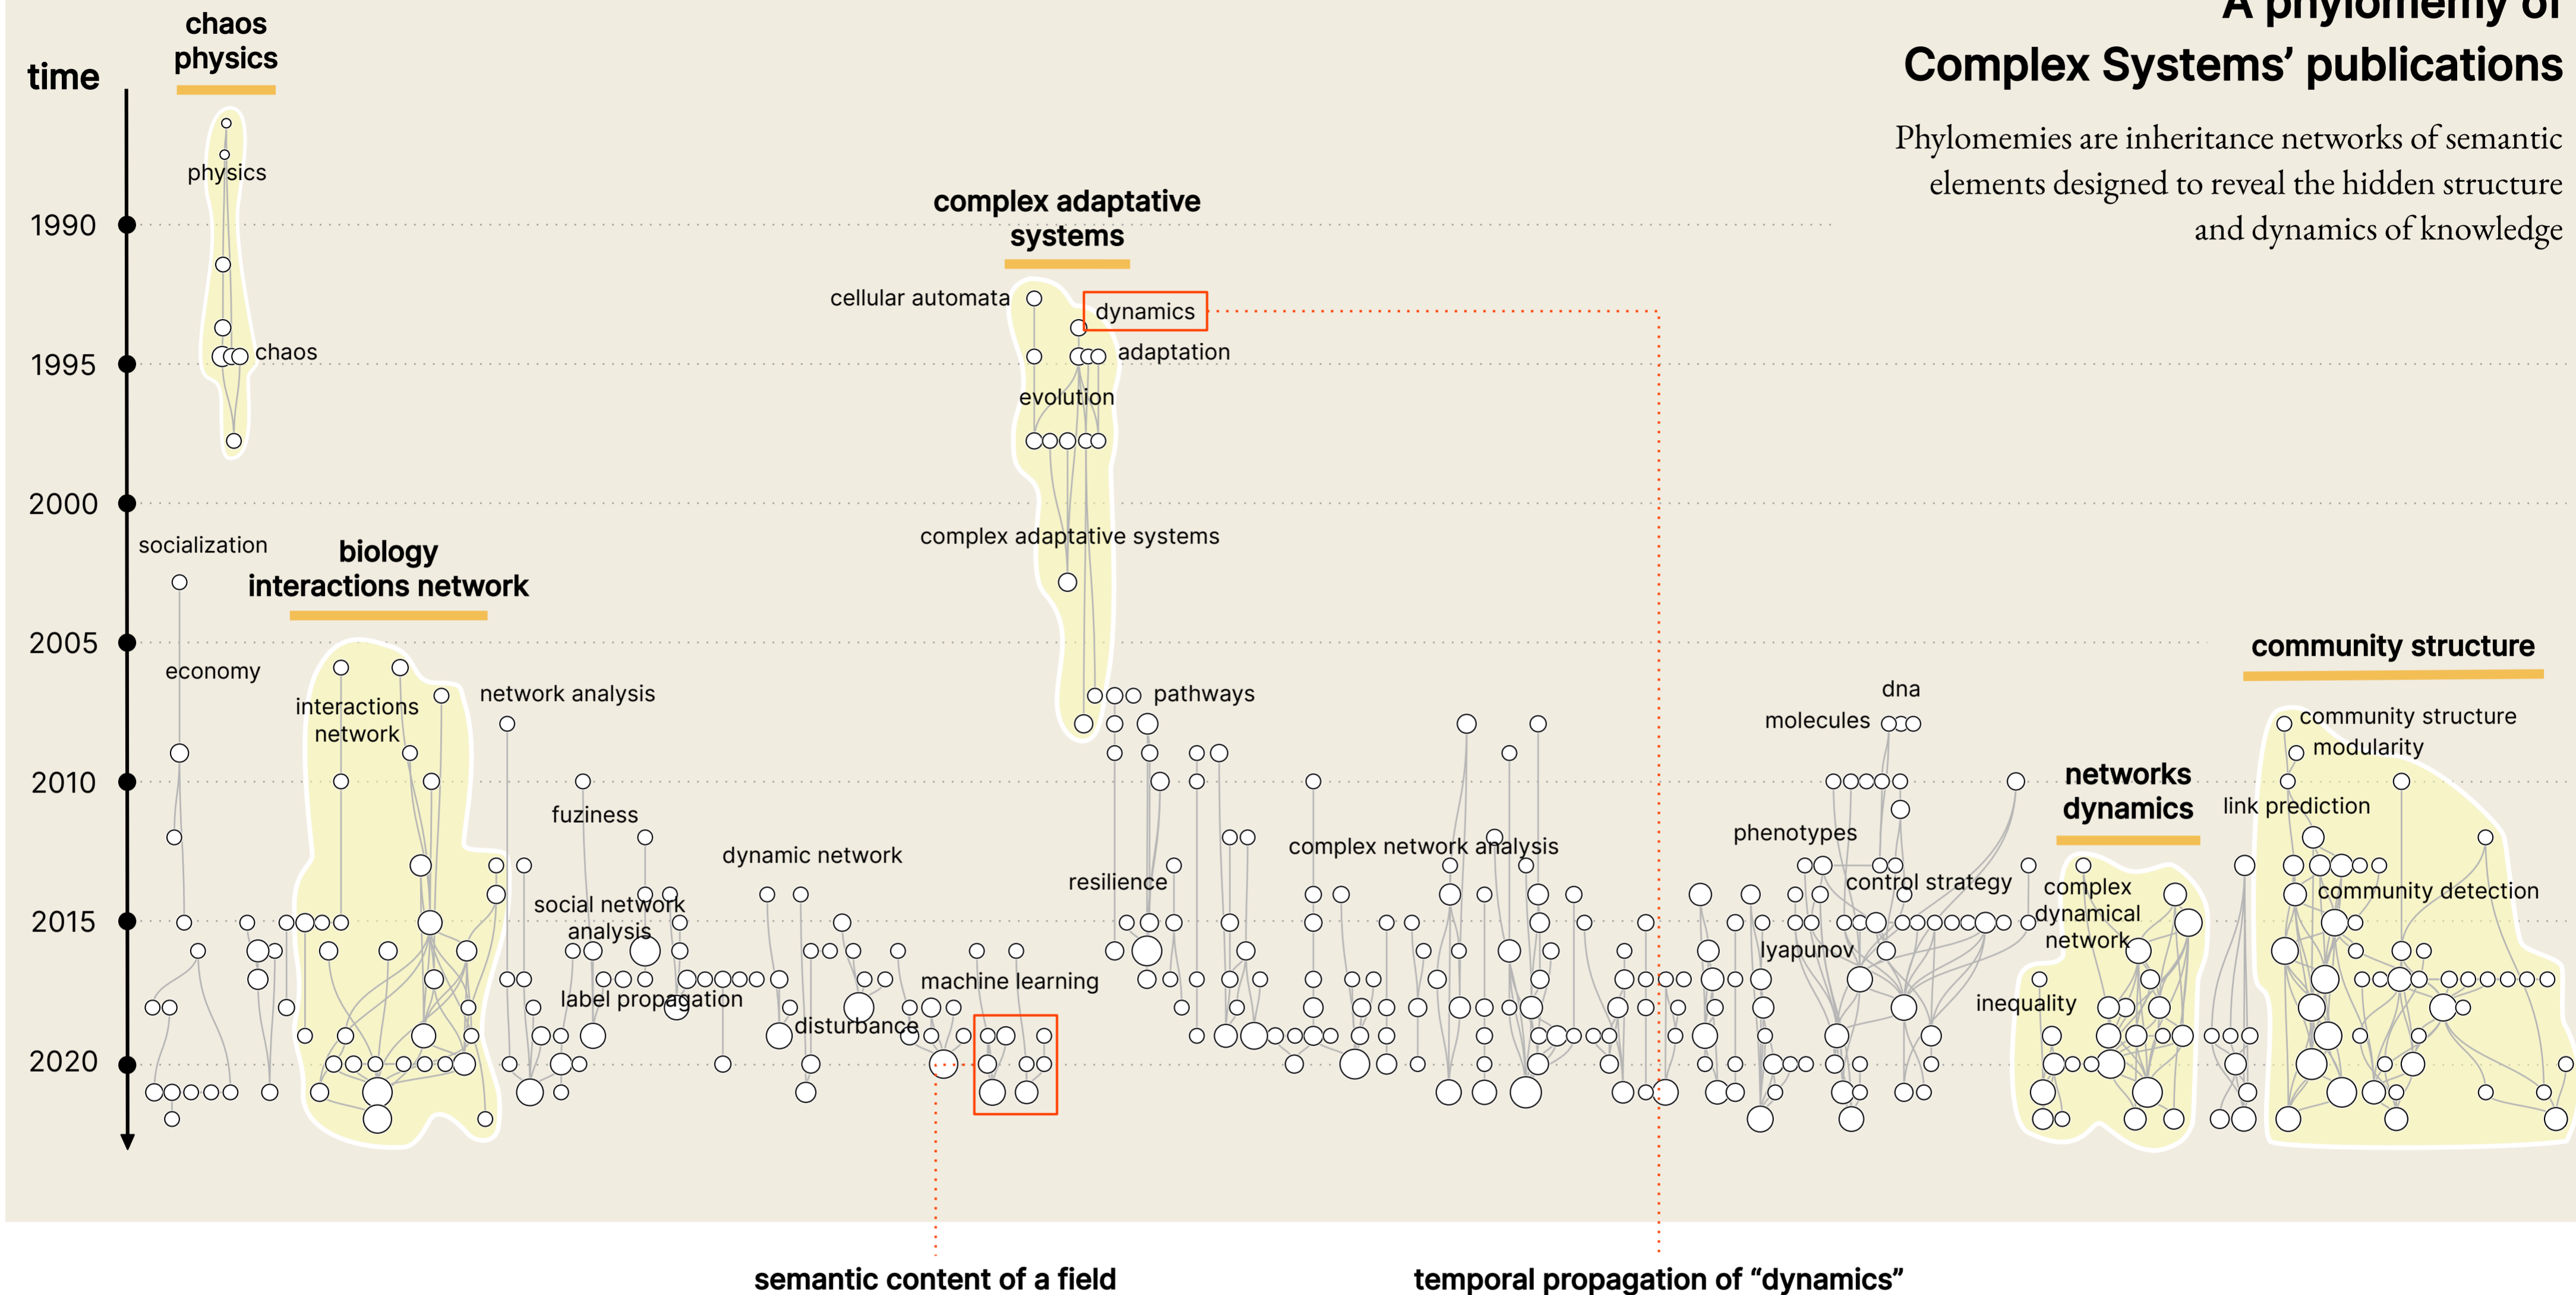 A phylomemy of
Complex Systems’ publications
Phylomemies are inheritance networks of semantic
elements designed to reveal the hidden structure
and dynamics of knowledge
time
chaos
physics
physics
chaos
1990
1995
2000
2005
2010
2015
2020
complex adaptative
systems
cellular automata
dynamics
adaptation
evolution
complex adaptative systems
socialization
economy
biology
interactions network
interactions
network
network analysis
fuziness
social network
analysis
label propagation
dynamic network
disturbance
machine learning
pathways
resilience
complex network analysis
dna
molecules
phenotypes
control strategy
lyapunov
networks
dynamics
complex
dynamical
network
inequality
community structure
community structure
modularity
link prediction
community detection
semantic content of a field
temporal propagation of “dynamics”